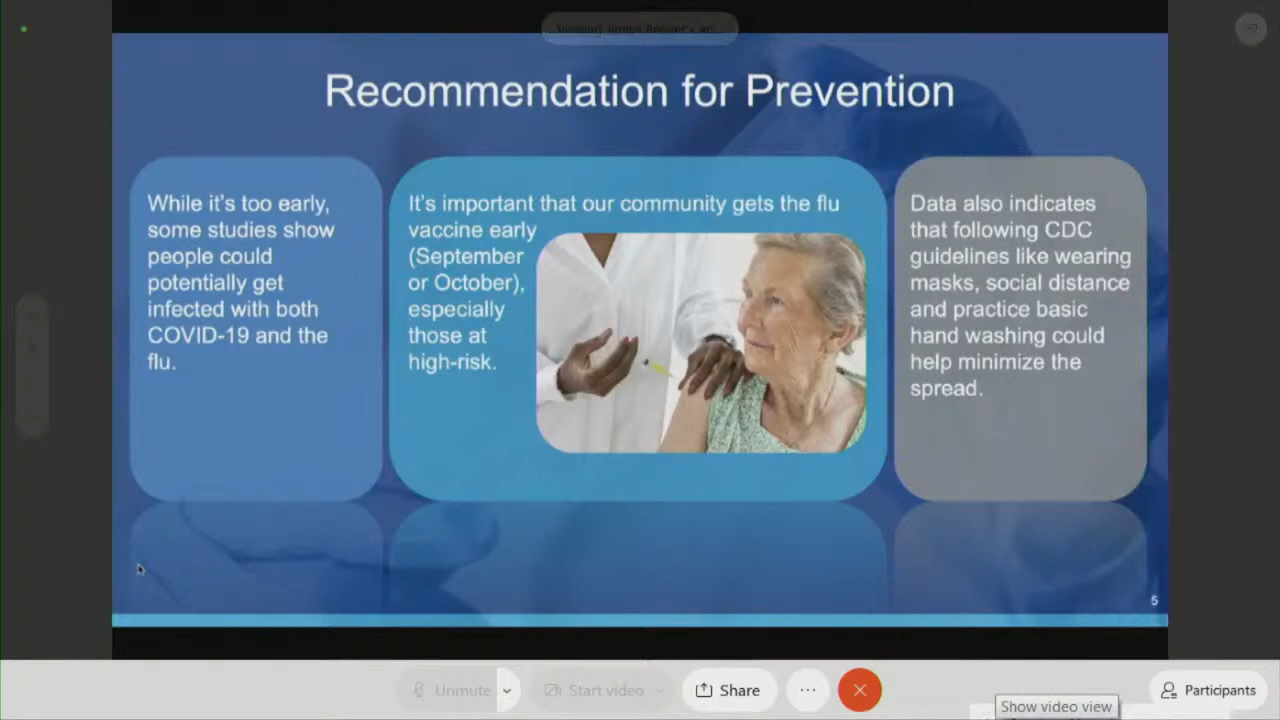 Recommendation for Prevention
While it's too early,
some studies show
people could
potentially get
infected with both
COVID-19 and the
flu.
It's important that our community gets the flu
vaccine early
(September
or October),
especially
those at
high-risk.
Data also indicates
that following CDC
guidelines like wearing
masks, social distance
and practice basic
hand washing could
help minimize the
spread.
5
Unmute
Start video
Share
Participants
Show video view